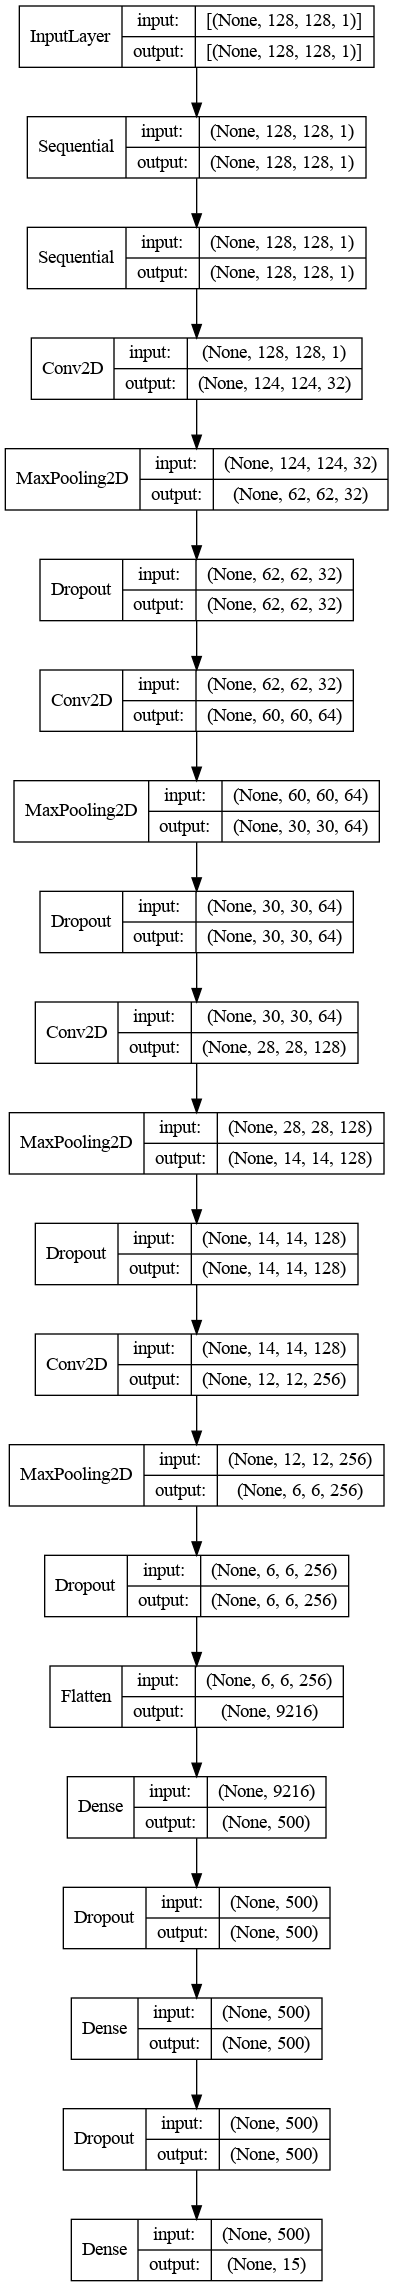 InputLayer input: [(None, 128, 128, 1)]
output: [(None, 128, 128, 1)]
Sequential input: (None, 128, 128, 1)
output: (None, 128, 128, 1)
Sequential input: (None, 128, 128, 1)
output: (None, 128, 128, 1)
Conv2D input: (None, 128, 128, 1)
output: (None, 124, 124, 32)
MaxPooling2D input: (None, 124, 124, 32)
output: (None, 62, 62, 32)
Dropout input: (None, 62, 62, 32)
output: (None, 62, 62, 32)
Conv2D input: (None, 62, 62, 32)
output: (None, 60, 60, 64)
MaxPooling2D input: (None, 60, 60, 64)
output: (None, 30, 30, 64)
Dropout input: (None, 30, 30, 64)
output: (None, 30, 30, 64)
Conv2D input: (None, 30, 30, 64)
output: (None, 28, 28, 128)
MaxPooling2D input: (None, 28, 28, 128)
output: (None, 14, 14, 128)
Dropout input: (None, 14, 14, 128)
output: (None, 14, 14, 128)
Conv2D input: (None, 14, 14, 128)
output: (None, 12, 12, 256)
MaxPooling2D input: (None, 12, 12, 256)
output: (None, 6, 6, 256)
Dropout input: (None, 6, 6, 256)
output: (None, 6, 6, 256)
Flatten input: (None, 6, 6, 256)
output: (None, 9216)
Dense input: (None, 9216)
output: (None, 500)
Dropout input: (None, 500)
output: (None, 500)
Dense input: (None, 500)
output: (None, 500)
Dropout input: (None, 500)
output: (None, 500)
Dense input: (None, 500)
output: (None, 15)